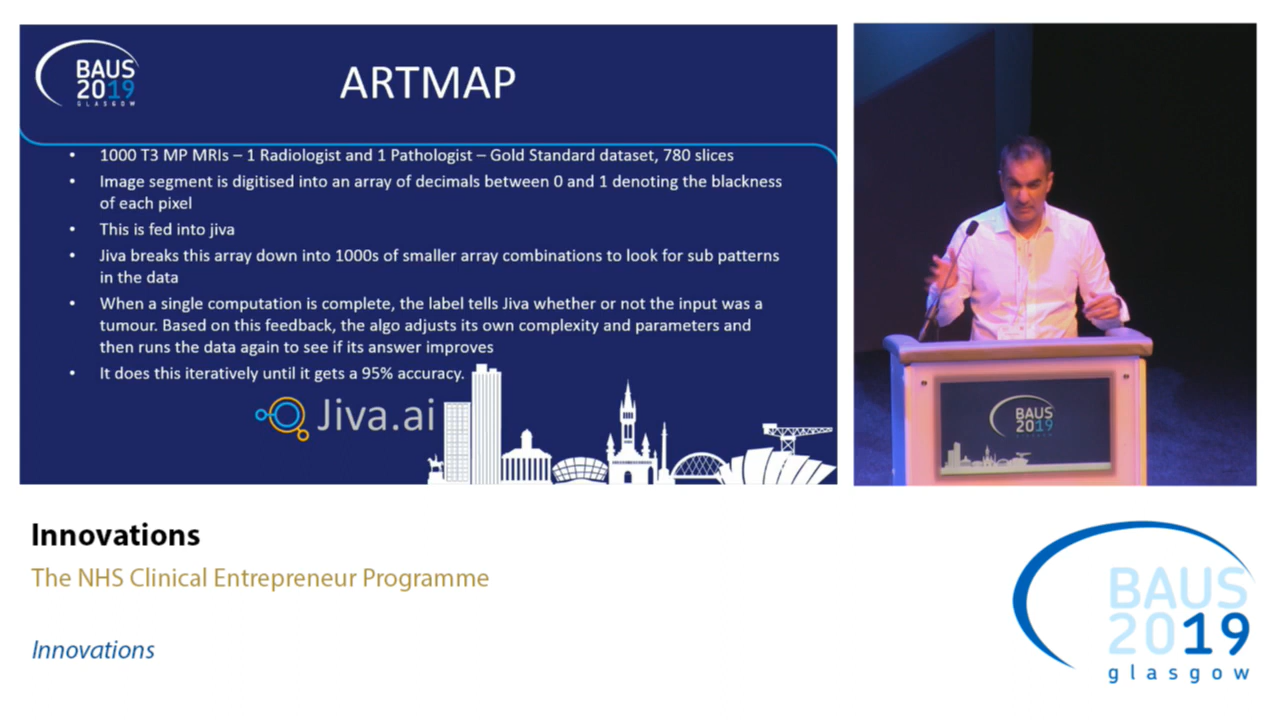 BAUS
2019
GLASGOW
ARTMAP
• 1000 T3 MP MRIs – 1 Radiologist and 1 Pathologist – Gold Standard dataset, 780 slices
• Image segment is digitised into an array of decimals between 0 and 1 denoting the blackness
of each pixel
• This is fed into jiva
• Jiva breaks this array down into 1000s of smaller array combinations to look for sub patterns
in the data
• When a single computation is complete, the label tells Jiva whether or not the input was a
tumour. Based on this feedback, the algo adjusts its own complexity and parameters and
then runs the data again to see if its answer improves
• It does this iteratively until it gets a 95% accuracy.
Jiva.ai
BAUS
2019
Innovations
The NHS Clinical Entrepreneur Programme
Innovations
BAUS
2019
glasgow